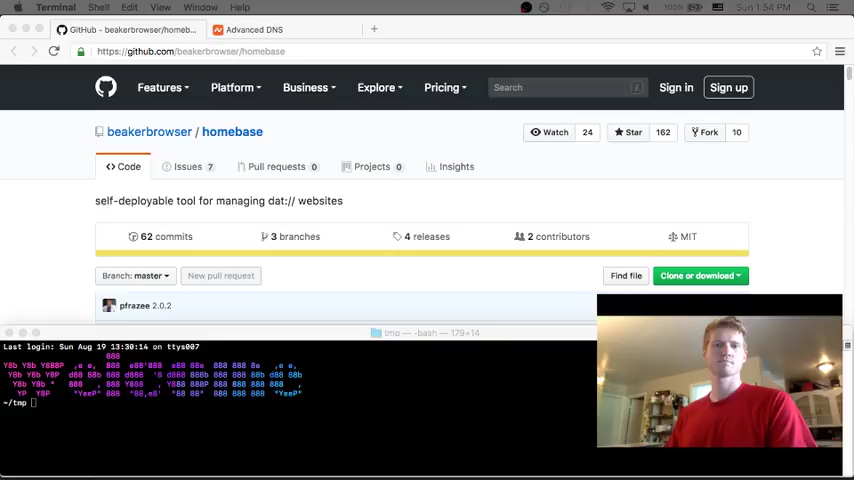 Terminal Shell Edit View Window Help 100% Sun 1:54 PM
GitHub - beakerbrowser/homeb... Advanced DNS
https://github.com/beakerbrowser/homebase
Features Platform Business Explore Pricing Search / Sign in Sign up
beakerbrowser / homebase Watch 24 Star 162 Fork 10
Code Issues 7 Pull requests 0 Projects 0 Insights
self-deployable tool for managing dat:// websites
62 commits 3 branches 4 releases 2 contributors MIT
Branch: master New pull request Find file Clone or download
pfrazee 2.0.2
tmp — -bash — 179×14
Last login: Sun Aug 19 13:30:14 on ttys007
~/tmp